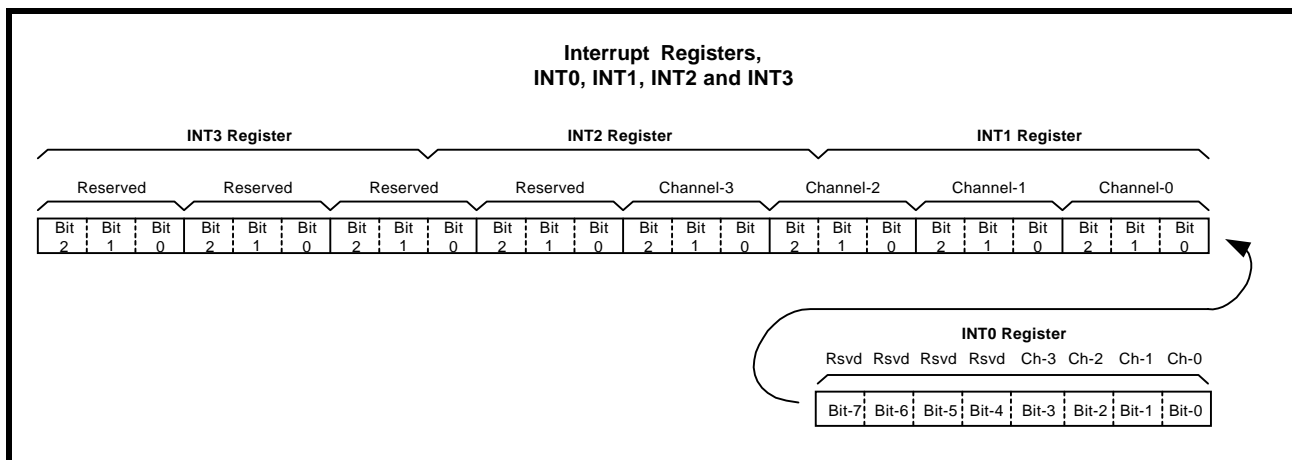 Interrupt Registers,
INT0, INT1, INT2 and INT3
INT3 Register INT2 Register INT1 Register
Reserved Reserved Reserved Reserved Channel-3 Channel-2 Channel-1 Channel-0
Bit Bit Bit Bit Bit Bit Bit Bit Bit Bit Bit Bit Bit Bit Bit Bit Bit Bit Bit Bit Bit Bit Bit Bit
2 1 0 2 1 0 2 1 0 2 1 0 2 1 0 2 1 0 2 1 0 2 1 0
INT0 Register
Rsvd Rsvd Rsvd Rsvd Ch-3 Ch-2 Ch-1 Ch-0
Bit-7 Bit-6 Bit-5 Bit-4 Bit-3 Bit-2 Bit-1 Bit-0